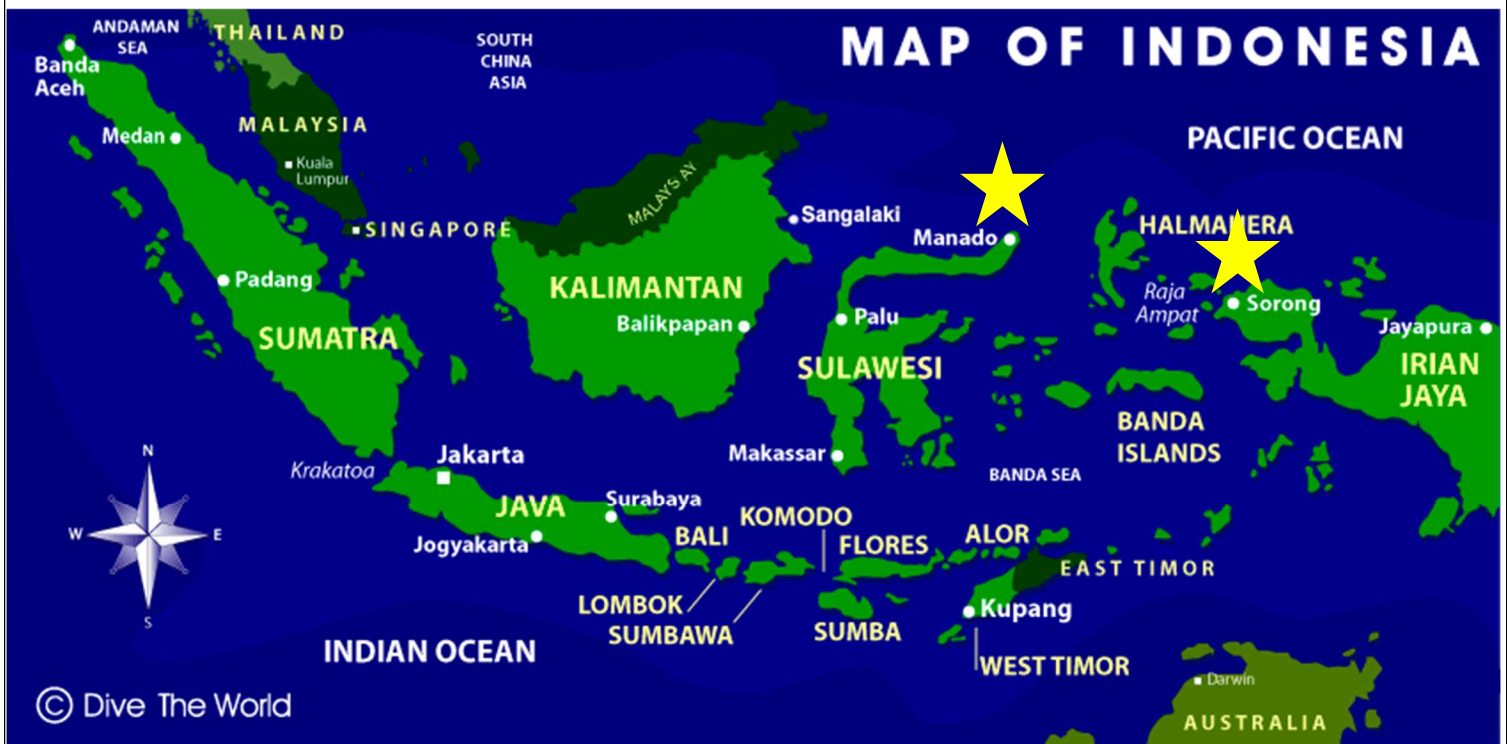 MAP OF INDONESIA
ANDAMAN
SEA
THAILAND
SOUTH
CHINA
ASIA
Banda
Aceh
PACIFIC OCEAN
MALAYSIA
Medan
Kuala
Lumpur
MALAYS AY
SINGAPORE
Sangalaki
Manado
HALMAHERA
Padang
KALIMANTAN
Raja
Ampat
Sorong
Balikpapan
Palu
Jayapura
SUMATRA
SULAWESI
IRIAN
JAYA
BANDA
ISLANDS
N
Krakatoa
Jakarta
Makassar
BANDA SEA
JAVA
Surabaya
KOMODO
W
E
Jogyakarta
BALI
FLORES
ALOR
EAST TIMOR
S
LOMBOK
SUMBAWA
SUMBA
Kupang
INDIAN OCEAN
WEST TIMOR
Darwin
© Dive The World
AUSTRALIA